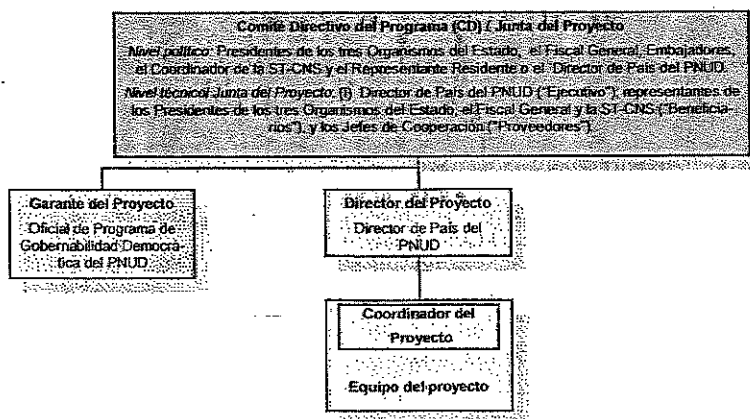 Comité Directivo del Programa (CD) / Junta del Proyecto
Nivel político: Presidentes de los tres Organismos del Estado, el Fiscal General, Embajadores,
el Coordinador de la ST-CNS y el Representante Residente o el Director de País del PNUD.
Nivel técnico/ Junta del Proyecto: (i) Director de País del PNUD ("Ejecutivo"); representantes de
los Presidentes de los tres Organismos del Estado; el Fiscal General y la ST-CNS ("Beneficia-
rios"); y los Jefes de Cooperación ("Proveedores")
Garante del Proyecto
Oficial de Programa de
Gobernabilidad Democrá-
tica del PNUD
Director del Proyecto
Director de País del
PNUD
Coordinador del
Proyecto
Equipo del proyecto